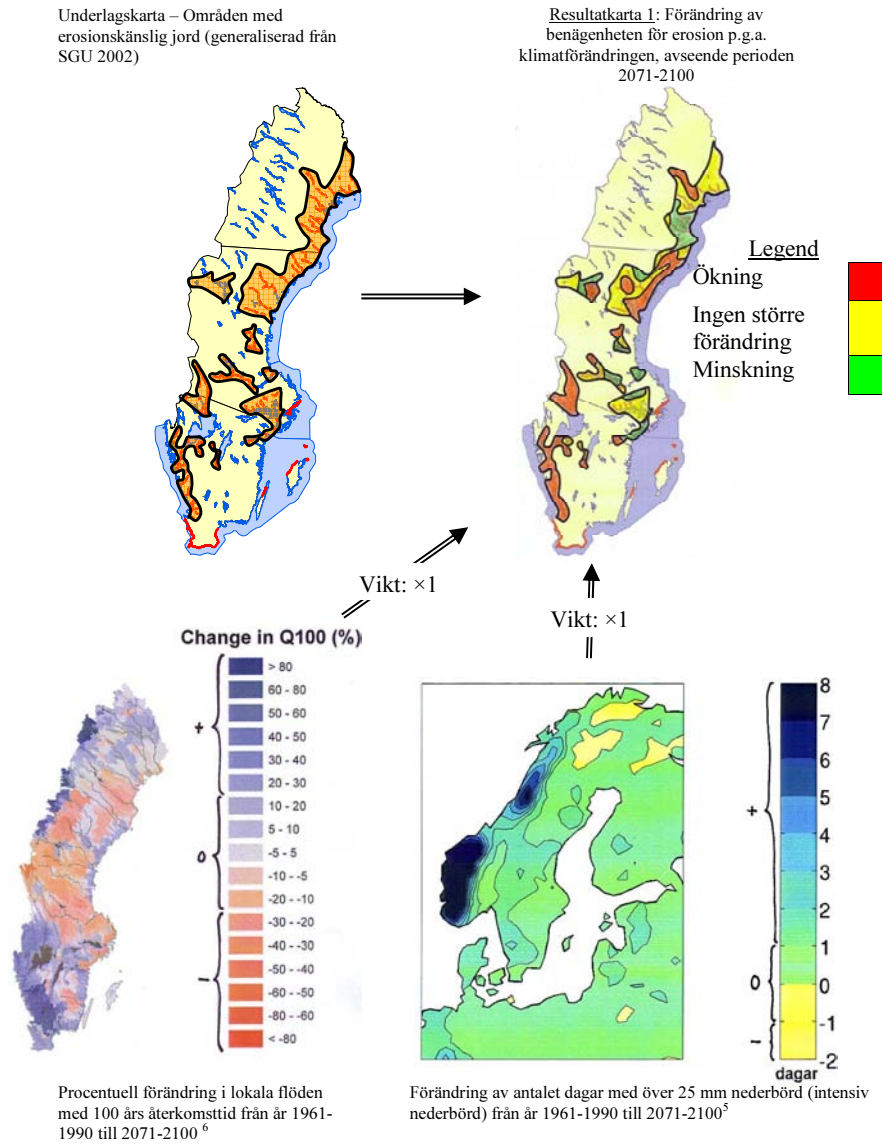 Underlagskarta – Områden med
erosionskänslig jord (generaliserad från
SGU 2002)
Resultatkarta 1: Förändring av
benägenheten för erosion p.g.a.
klimatförändringen, avseende perioden
2071-2100
Legend
Ökning
Ingen större
förändring
Minskning
Vikt: ×1
Vikt: ×1
Change in Q100 (%)
> 80
60 - 80
50 - 60
40 - 50
30 - 40
20 - 30
10 - 20
5 - 10
-5 - 5
-10 - -5
-20 - -10
-30 - -20
-40 - -30
-50 - -40
-60 - -50
-80 - -60
< -80
+
0
–
8
7
6
5
4
3
2
1
0
-1
-2
dagar
+
0
–
Procentuell förändring i lokala flöden
med 100 års återkomsttid från år 1961-
1990 till 2071-2100 6
Förändring av antalet dagar med över 25 mm nederbörd (intensiv
nederbörd) från år 1961-1990 till 2071-21005